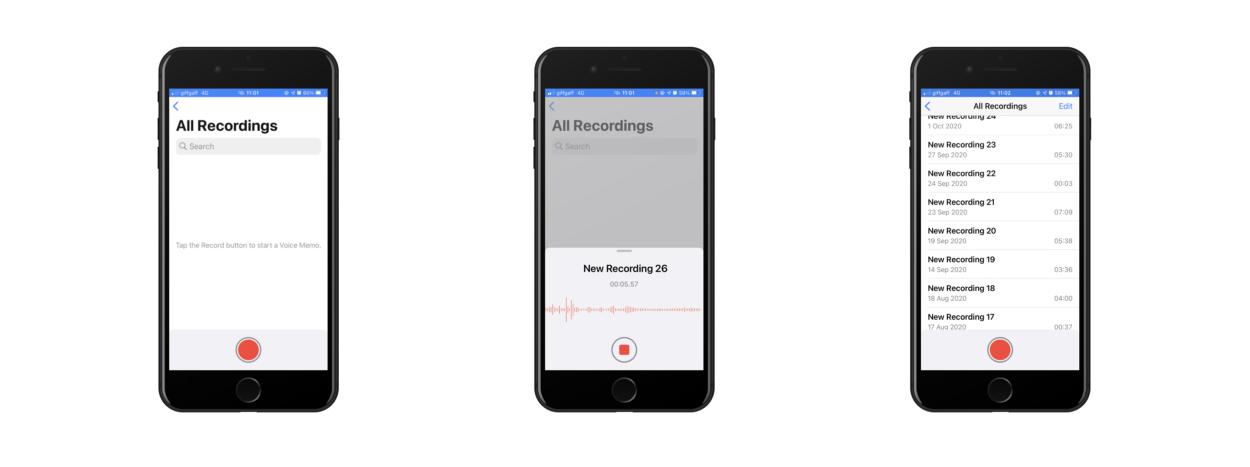 giffgaff 4G 11:01 60%
All Recordings
Search
Tap the Record button to start a Voice Memo.
giffgaff 4G 11:01 59%
All Recordings
Search
New Recording 26
00:05.57
giffgaff 4G 11:02 58%
All Recordings Edit
New Recording 24
1 Oct 2020 06:25
New Recording 23
27 Sep 2020 05:30
New Recording 22
24 Sep 2020 00:03
New Recording 21
23 Sep 2020 07:09
New Recording 20
19 Sep 2020 05:38
New Recording 19
14 Sep 2020 03:36
New Recording 18
18 Aug 2020 04:00
New Recording 17
17 Aug 2020 00:37